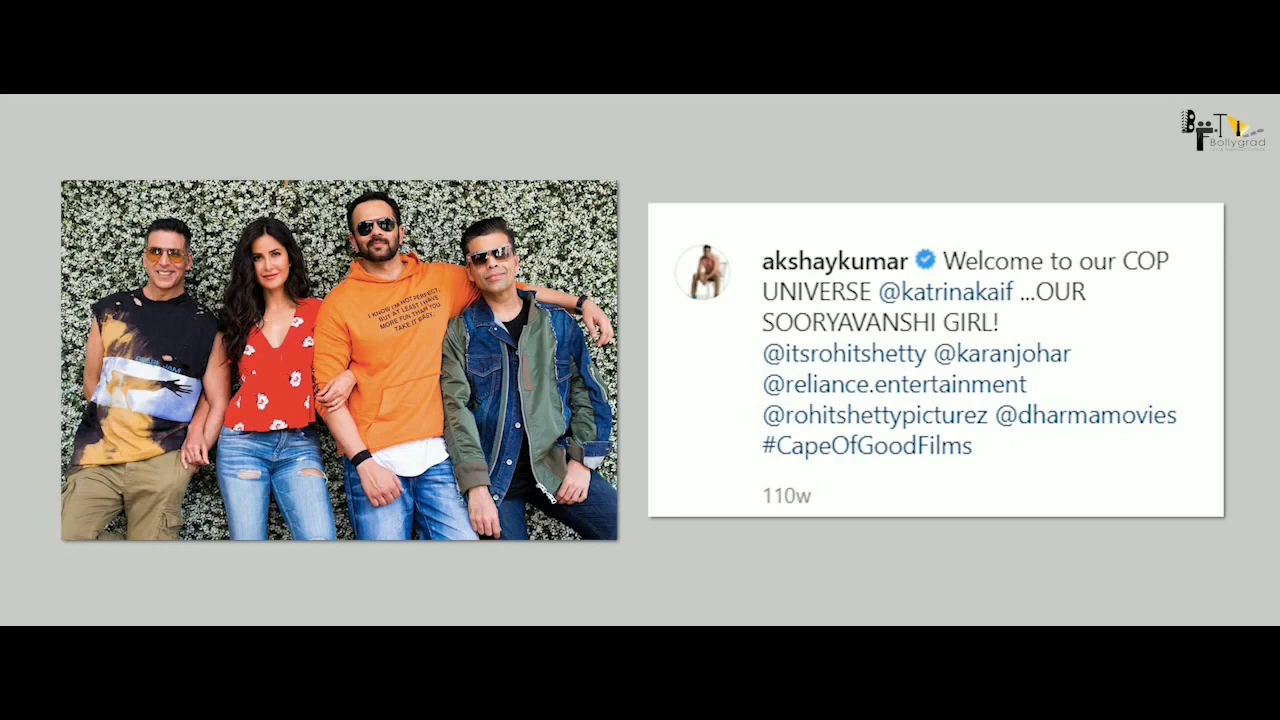 B
F.T
Bollygrad
I KNOW I'M NOT PERFECT,
BUT AT LEAST I HAVE
MORE FUN THAN YOU
TAKE IT EASY.
akshaykumar Welcome to our COP
UNIVERSE @katrinakaif ...OUR
SOORYAVANSHI GIRL!
@itsrohitshetty @karanjohar
@reliance.entertainment
@rohitshettypicturez @dharmamovies
#CapeOfGoodFilms
110w